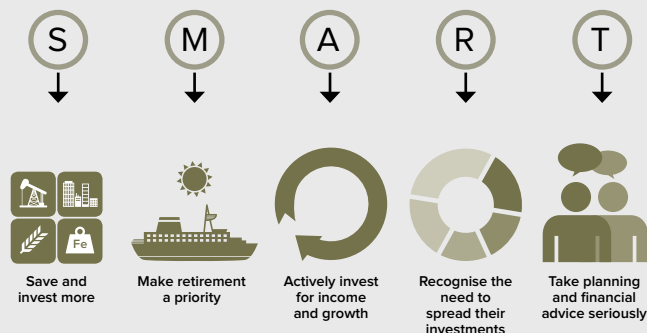 S
M
A
R
T
Fe
Save and
invest more
Make retirement
a priority
Actively invest
for income
and growth
Recognise the
need to
spread their
investments
Take planning
and financial
advice seriously